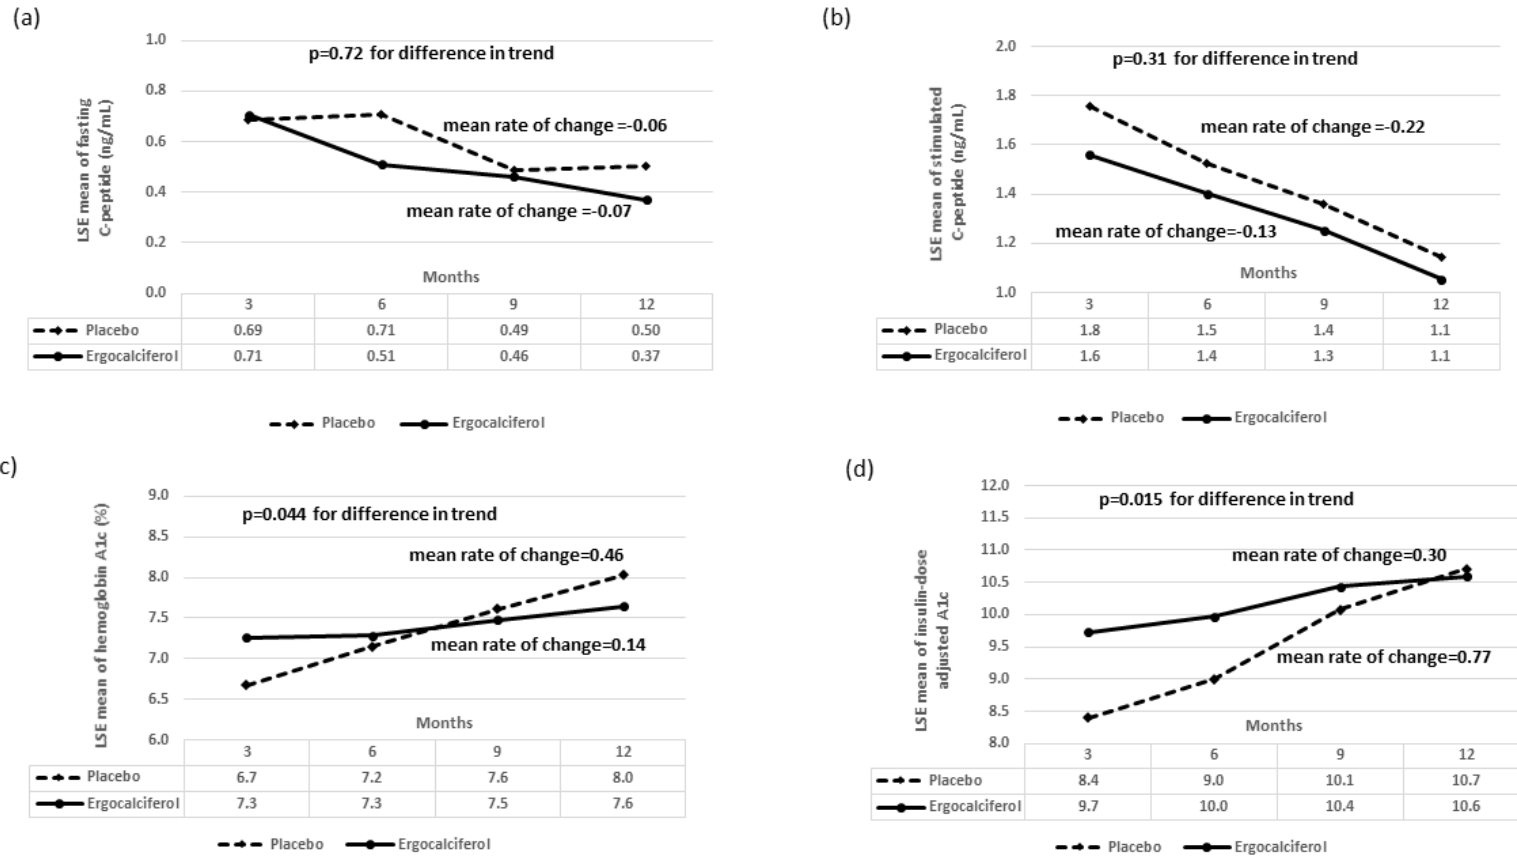 (a)
p=0.72 for difference in trend
LSE mean of fasting
C-peptide (ng/mL)
1.0
0.8
0.6
0.4
0.2
0.0
mean rate of change =-0.06
mean rate of change =-0.07
Months
3 6 9 12
Placebo 0.69 0.71 0.49 0.50
Ergocalciferol 0.71 0.51 0.46 0.37
Placebo Ergocalciferol
(b)
p=0.31 for difference in trend
LSE mean of stimulated
C-peptide (ng/mL)
2.0
1.8
1.6
1.4
1.2
1.0
mean rate of change =-0.22
mean rate of change=-0.13
Months
3 6 9 12
Placebo 1.8 1.5 1.4 1.1
Ergocalciferol 1.6 1.4 1.3 1.1
Placebo Ergocalciferol
c)
p=0.044 for difference in trend
LSE mean of hemoglobin A1c (%)
9.0
8.5
8.0
7.5
7.0
6.5
6.0
mean rate of change=0.46
mean rate of change=0.14
Months
3 6 9 12
Placebo 6.7 7.2 7.6 8.0
Ergocalciferol 7.3 7.3 7.5 7.6
Placebo Ergocalciferol
(d)
p=0.015 for difference in trend
LSE mean of insulin-dose
adjusted A1c
12.0
11.5
11.0
10.5
10.0
9.5
9.0
8.5
8.0
mean rate of change=0.30
mean rate of change=0.77
Months
3 6 9 12
Placebo 8.4 9.0 10.1 10.7
Ergocalciferol 9.7 10.0 10.4 10.6
Placebo Ergocalciferol